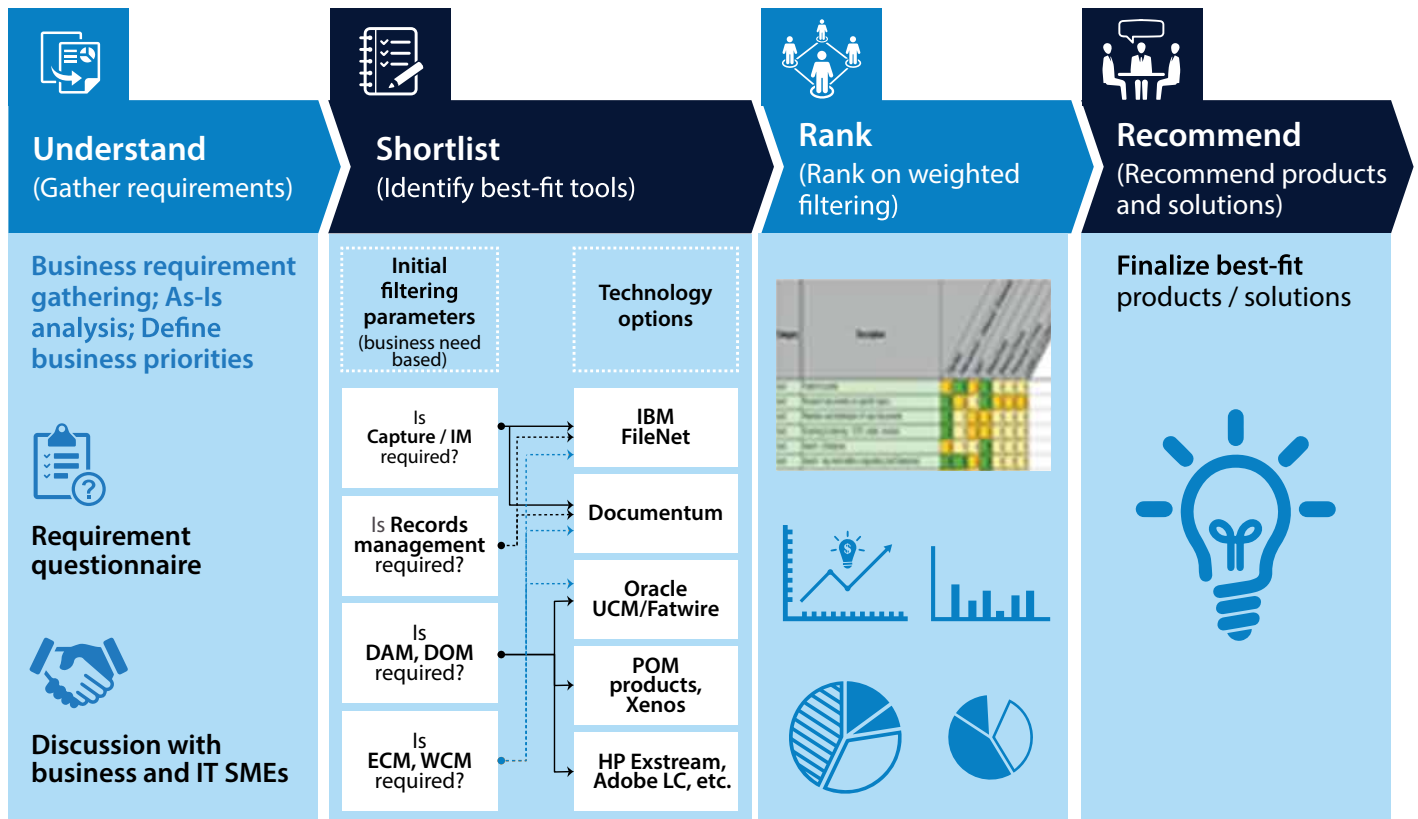 Understand
(Gather requirements)
Business requirement
gathering; As-Is
analysis; Define
business priorities
Requirement
questionnaire
Discussion with
business and IT SMEs
Shortlist
(Identify best-fit tools)
Initial
filtering
parameters
(business need
based)
Is
Capture / IM
required?
Is Records
management
required?
Is
DAM, DOM
required?
Is
ECM, WCM
required?
Technology
options
IBM
FileNet
Documentum
Oracle
UCM/Fatwire
POM
products,
Xenos
HP Exstream,
Adobe LC, etc.
Rank
(Rank on weighted
filtering)
Recommend
(Recommend products
and solutions)
Finalize best-fit
products / solutions